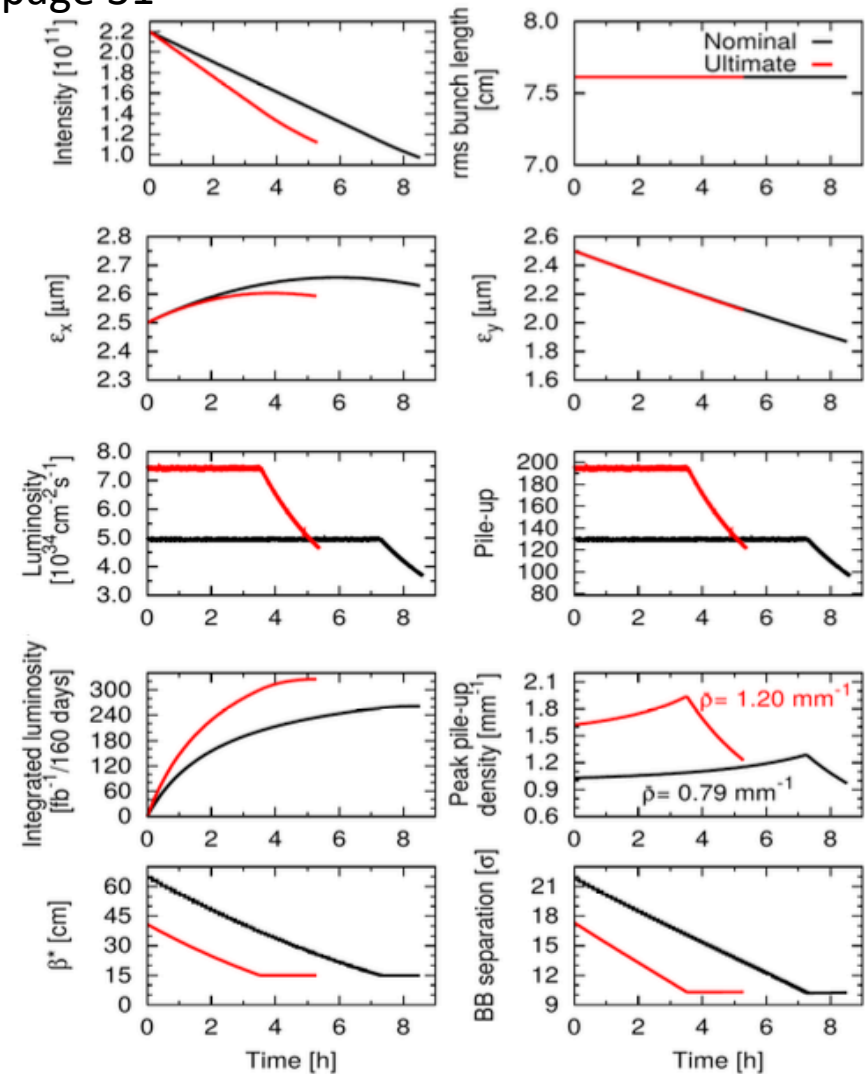 page 31
Intensity [10^11]
2.2
2.0
1.8
1.6
1.4
1.2
1.0
0 2 4 6 8
rms bunch length
[cm]
8.0
7.5
7.0
Nominal
Ultimate
0 2 4 6 8
εx [μm]
2.8
2.7
2.6
2.5
2.4
2.3
0 2 4 6 8
εy [μm]
2.6
2.4
2.2
2.0
1.8
1.6
0 2 4 6 8
Luminosity
[10^34cm^-2s^-1]
8.0
7.0
6.0
5.0
4.0
3.0
0 2 4 6 8
Pile-up
200
180
160
140
120
100
80
0 2 4 6 8
Integrated luminosity
[fb^-1/160 days]
300
240
180
120
60
0
0 2 4 6 8
Peak pile-up
density [mm^-1]
2.1
1.8
1.5
1.2
0.9
0.6
ρ̄= 1.20 mm^-1
ρ̄= 0.79 mm^-1
0 2 4 6 8
β* [cm]
60
45
30
15
0
0 2 4 6 8
Time [h]
BB separation [σ]
21
18
15
12
9
0 2 4 6 8
Time [h]